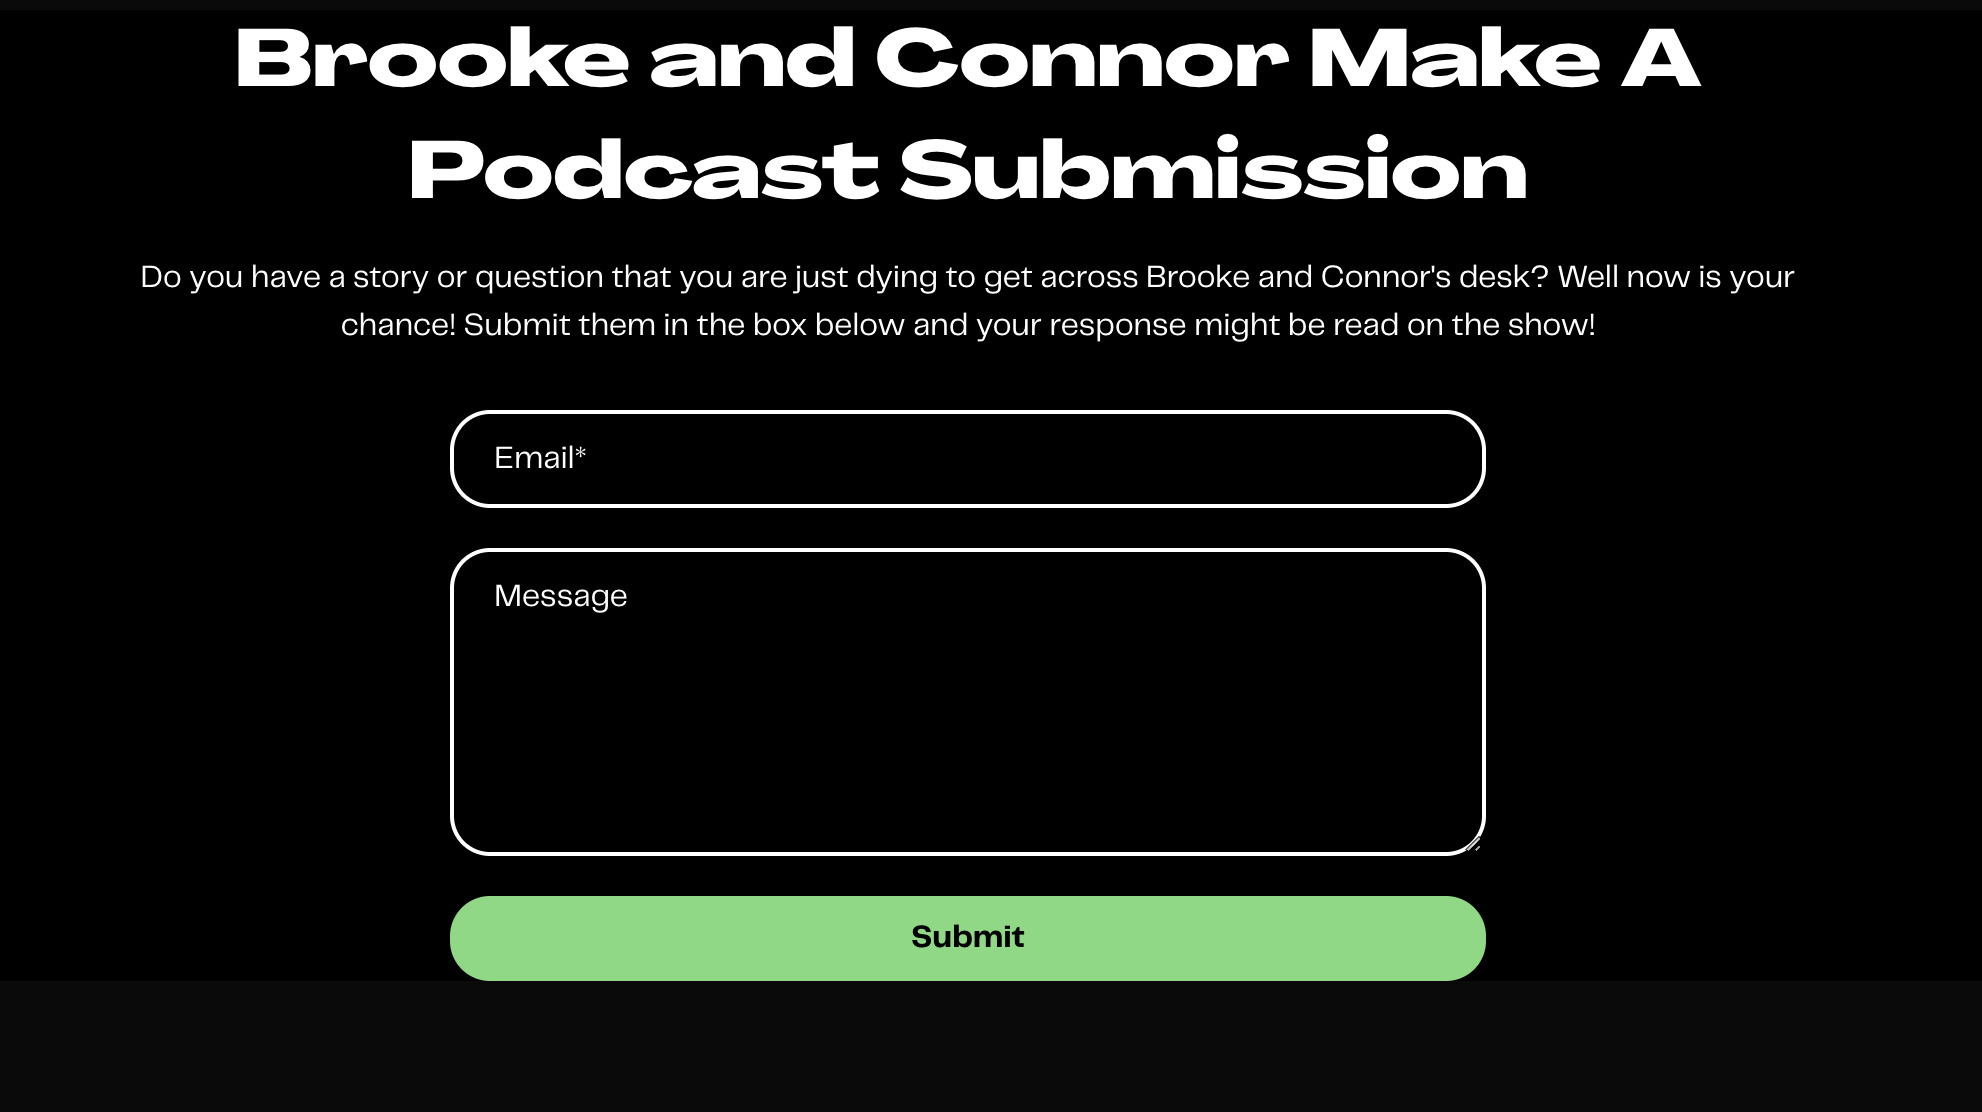 Brooke and Connor Make A
Podcast Submission
Do you have a story or question that you are just dying to get across Brooke and Connor's desk? Well now is your
chance! Submit them in the box below and your response might be read on the show!
Email*
Message
Submit